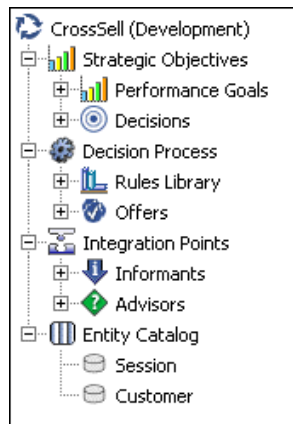 CrossSell (Development)
Strategic Objectives
Performance Goals
Decisions
Decision Process
Rules Library
Offers
Integration Points
Informants
Advisors
Entity Catalog
Session
Customer